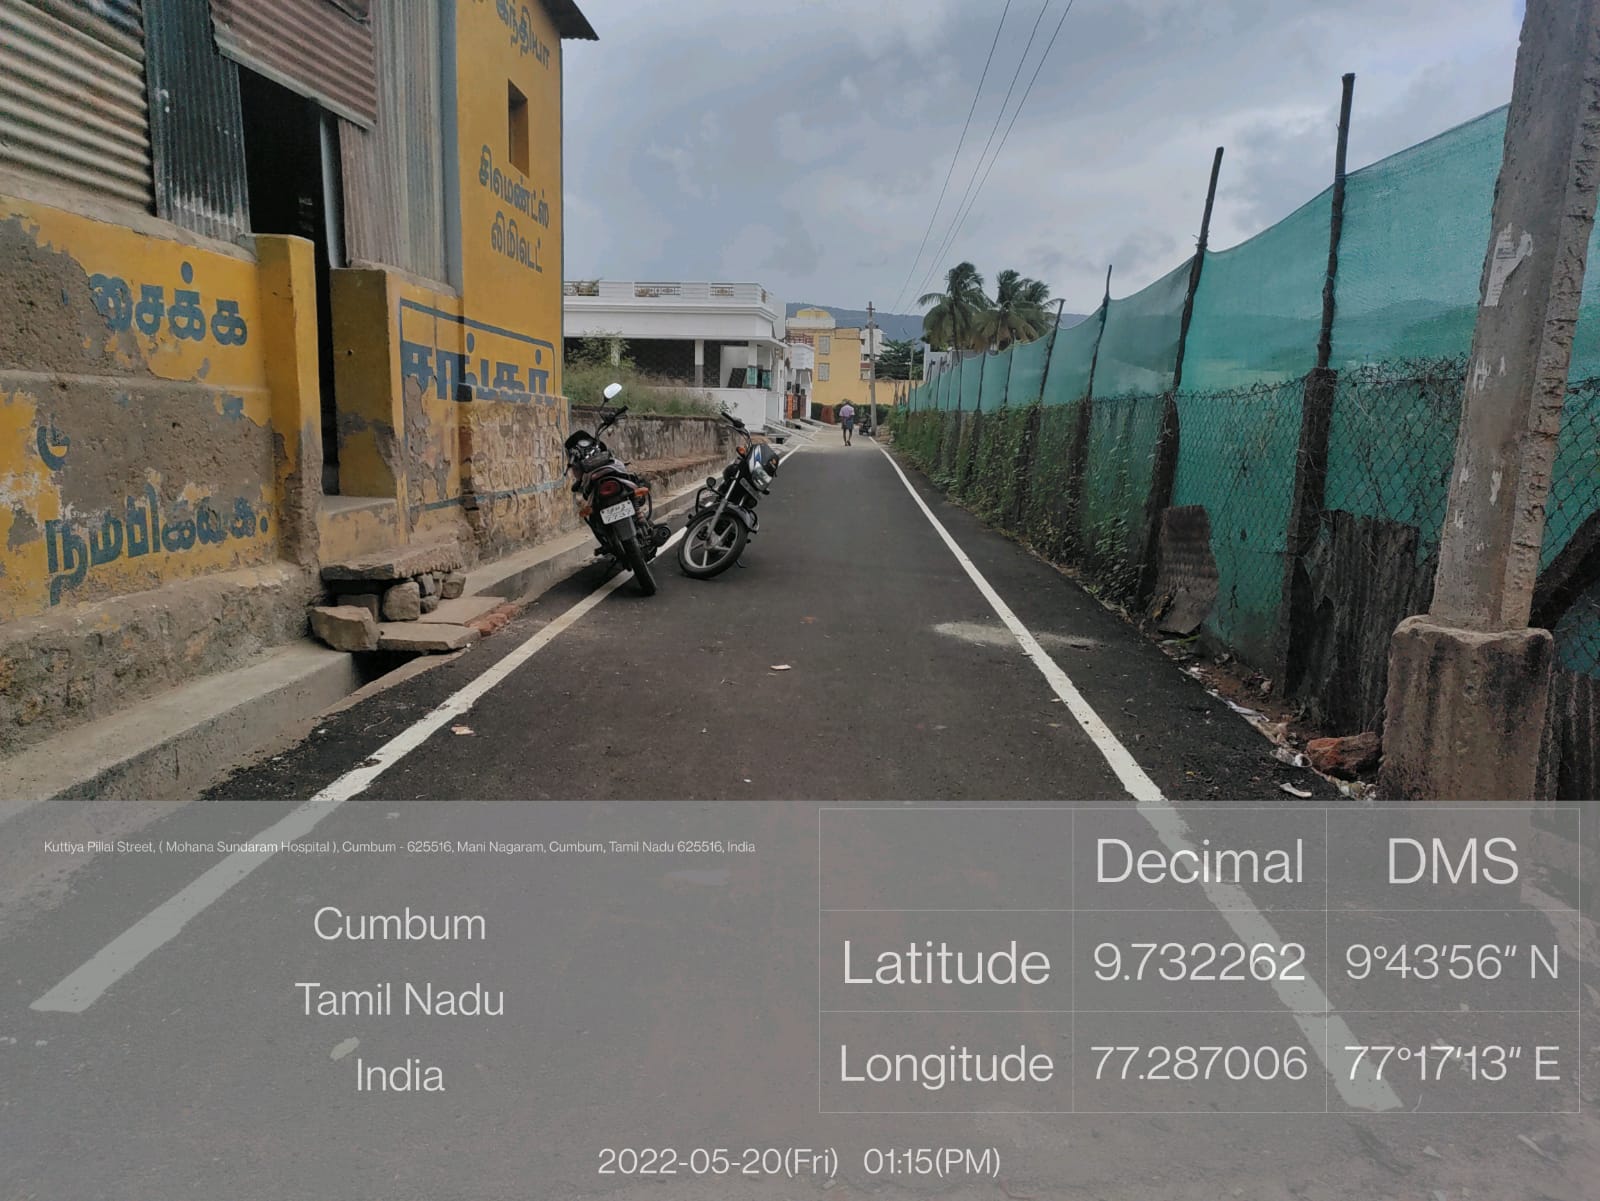 இந்தியா
சிமெண்ட்ஸ்
லிமிடெட்
சைக்க
சங்கர்
நம்பிக்கை.
7737
Kuttiya Pillai Street, ( Mohana Sundaram Hospital ), Cumbum - 625516, Mani Nagaram, Cumbum, Tamil Nadu 625516, India
Cumbum
Tamil Nadu
India
Decimal DMS
Latitude 9.732262 9°43'56" N
Longitude 77.287006 77°17'13" E
2022-05-20(Fri) 01:15(PM)